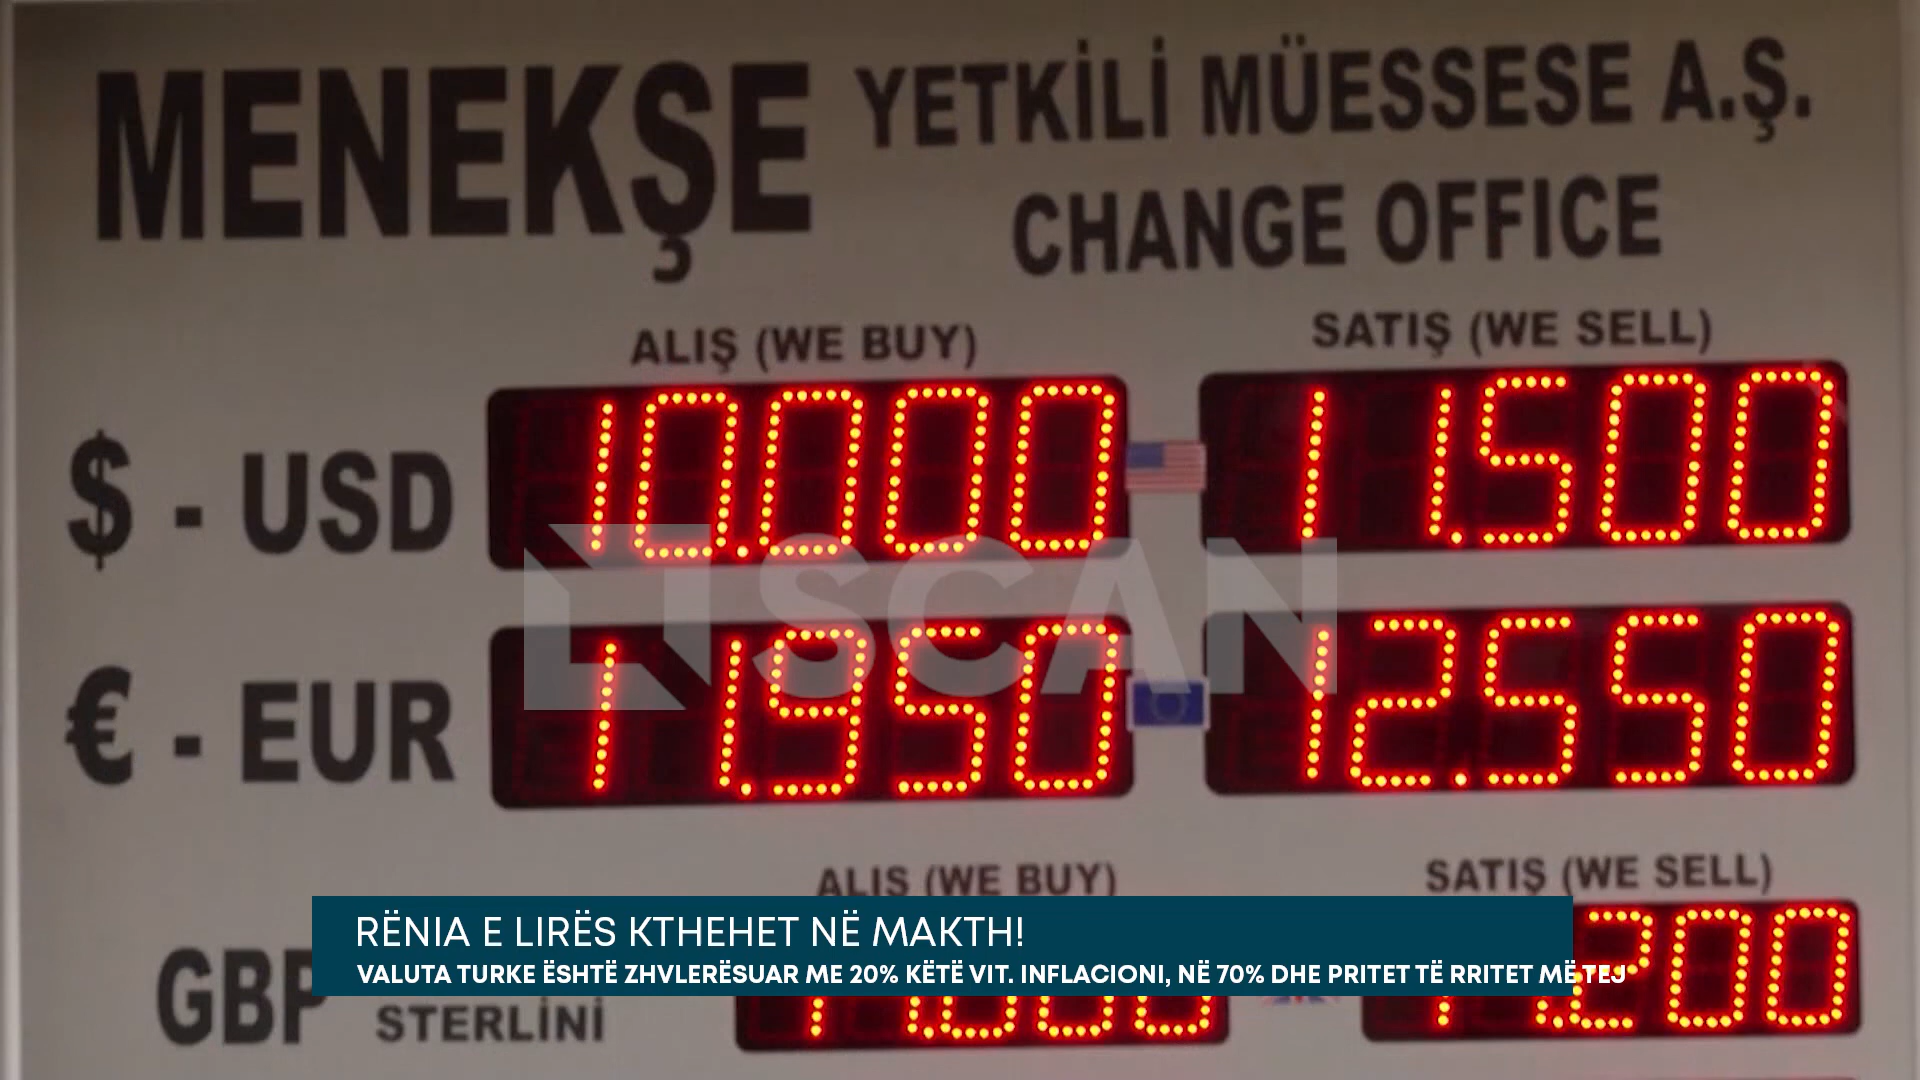 MENEKŞE YETKİLİ MÜESSESE A.Ş.
CHANGE OFFICE
ALIŞ (WE BUY) SATIŞ (WE SELL)
$ - USD 10.000 11.500
SCAN
€ - EUR 11.950 12.550
ALIŞ (WE BUY) SATIŞ (WE SELL)
RËNIA E LIRËS KTHEHET NË MAKTH!
VALUTA TURKE ËSHTË ZHVLERËSUAR ME 20% KËTË VIT. INFLACIONI, NË 70% DHE PRITET TË RRITET MË TEJ
GBP
STERLİNİ